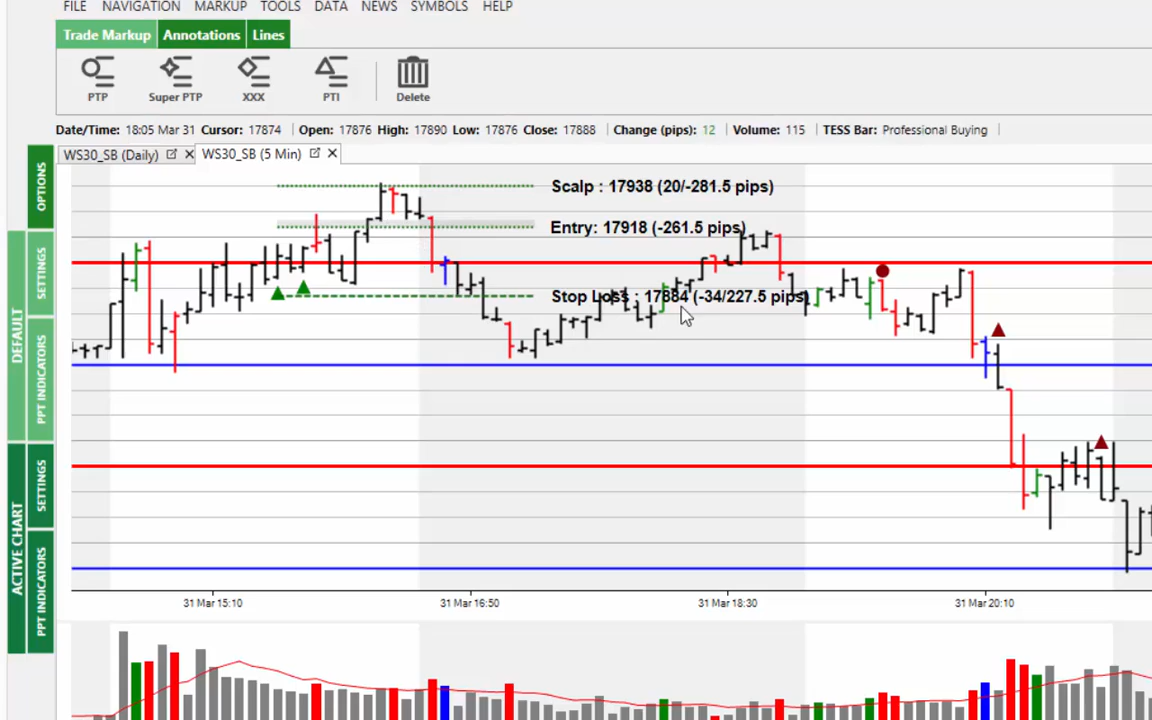 FILE NAVIGATION MARKUP TOOLS DATA NEWS SYMBOLS HELP
Trade Markup Annotations Lines
PTP Super PTP XXX PTI Delete
Date/Time: 18:05 Mar 31 Cursor: 17874 Open: 17876 High: 17890 Low: 17876 Close: 17888 Change (pips): 12 Volume: 115 TESS Bar: Professional Buying
WS30_SB (Daily) WS30_SB (5 Min)
OPTIONS
DEFAULT
SETTINGS
PPT INDICATORS
ACTIVE CHART
SETTINGS
PPT INDICATORS
Scalp : 17938 (20/-281.5 pips)
Entry: 17918 (-261.5 pips)
Stop Loss : 17884 (-34/227.5 pips)
31 Mar 15:10 31 Mar 16:50 31 Mar 18:30 31 Mar 20:10